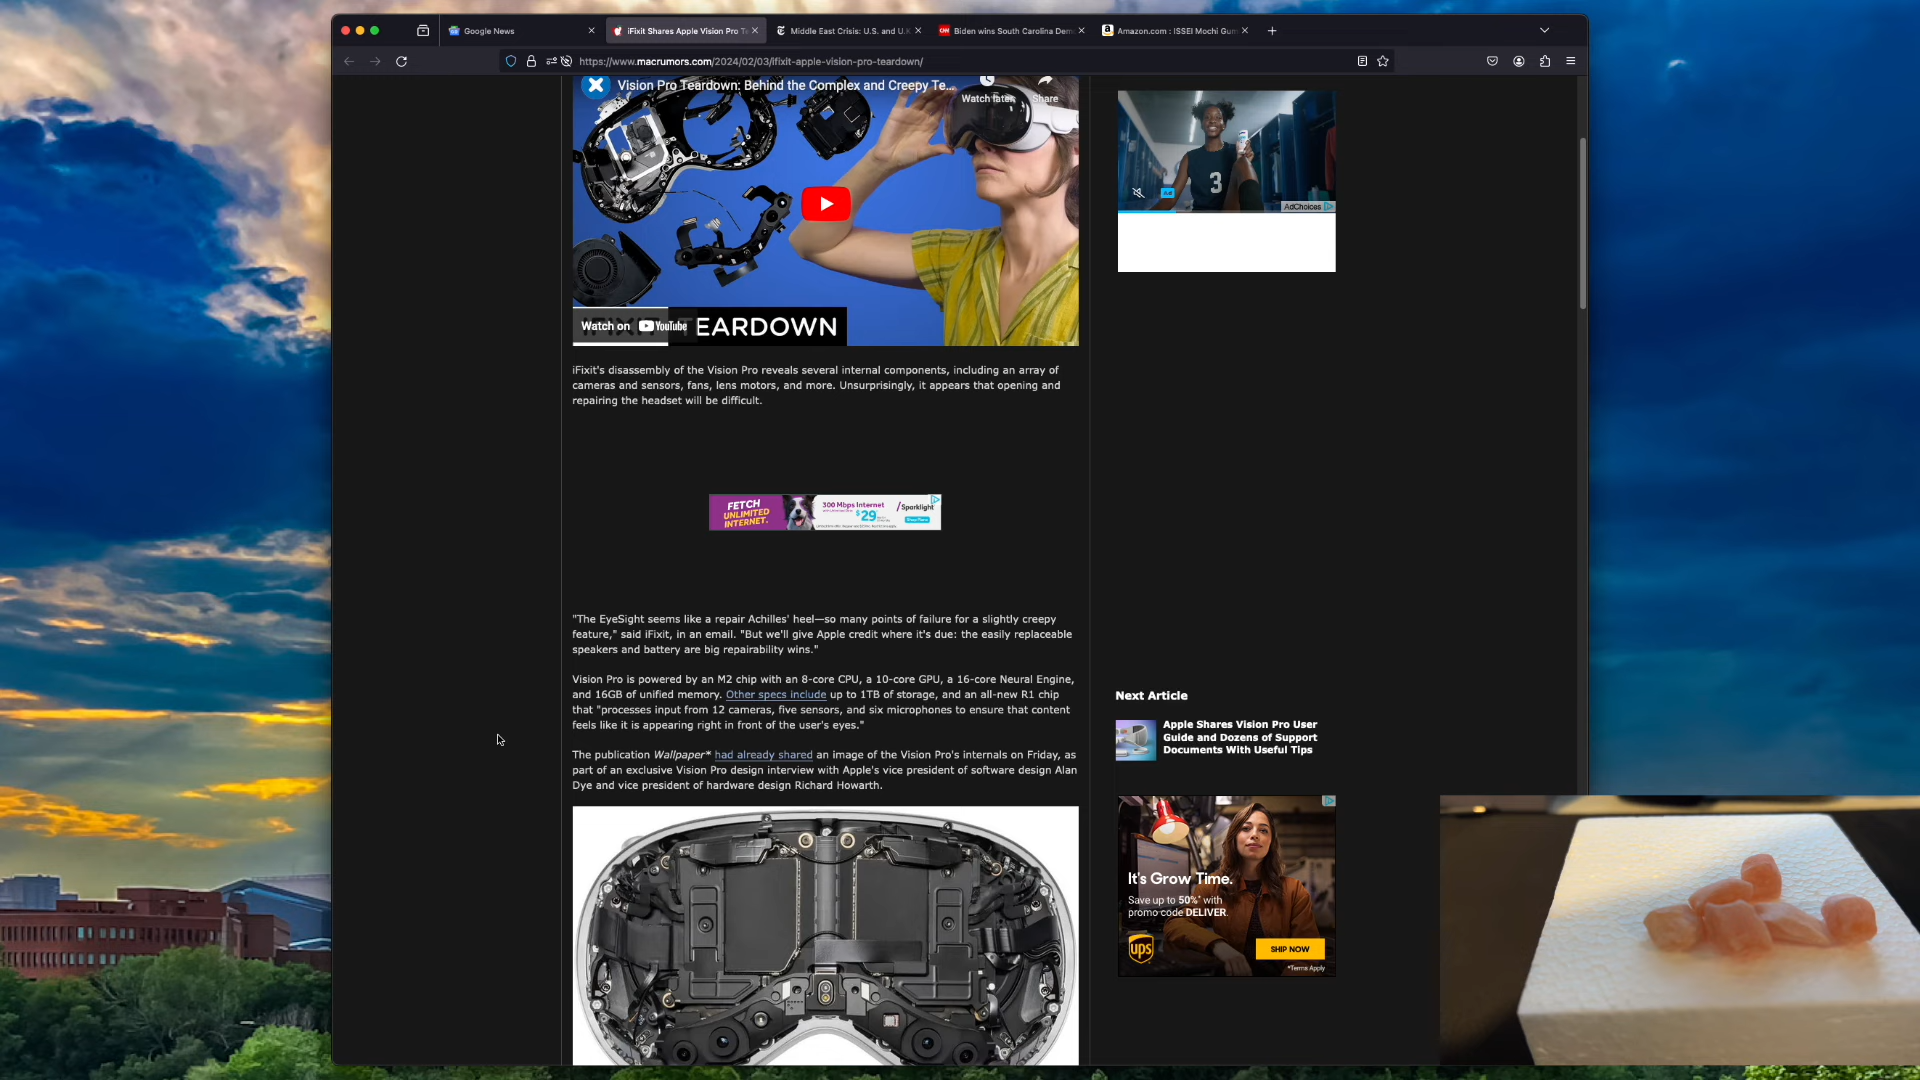 Google News
iFixit Shares Apple Vision Pro Te
Middle East Crisis: U.S. and U.K
Biden wins South Carolina Dem
Amazon.com : ISSEI Mochi Gum
https://www.macrumors.com/2024/02/03/ifixit-apple-vision-pro-teardown/
Vision Pro Teardown: Behind the Complex and Creepy Te...
Watch later
Share
Watch on YouTube
TEARDOWN
3
Ad
AdChoices
iFixit's disassembly of the Vision Pro reveals several internal components, including an array of
cameras and sensors, fans, lens motors, and more. Unsurprisingly, it appears that opening and
repairing the headset will be difficult.
FETCH
UNLIMITED
INTERNET.
300 Mbps Internet
$29
Sparklight
Shop Plans
"The EyeSight seems like a repair Achilles' heel—so many points of failure for a slightly creepy
feature," said iFixit, in an email. "But we'll give Apple credit where it's due: the easily replaceable
speakers and battery are big repairability wins."
Vision Pro is powered by an M2 chip with an 8-core CPU, a 10-core GPU, a 16-core Neural Engine,
and 16GB of unified memory. Other specs include up to 1TB of storage, and an all-new R1 chip
that "processes input from 12 cameras, five sensors, and six microphones to ensure that content
feels like it is appearing right in front of the user's eyes."
The publication Wallpaper* had already shared an image of the Vision Pro's internals on Friday, as
part of an exclusive Vision Pro design interview with Apple's vice president of software design Alan
Dye and vice president of hardware design Richard Howarth.
Next Article
Apple Shares Vision Pro User
Guide and Dozens of Support
Documents With Useful Tips
It's Grow Time.
Save up to 50%* with
promo code DELIVER.
ups
SHIP NOW
*Terms Apply